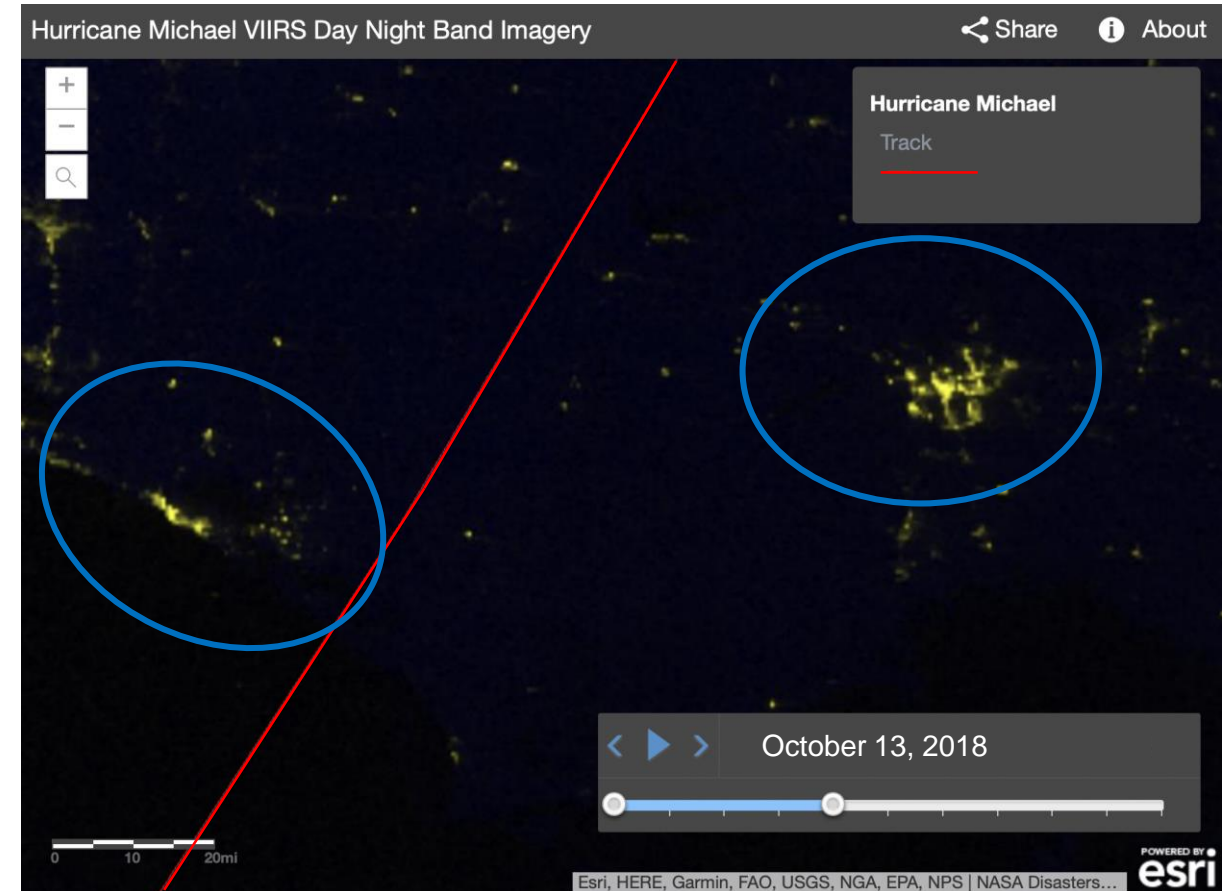 Hurricane Michael VIIRS Day Night Band Imagery
Share
About
+
−
Hurricane Michael
Track
October 13, 2018
0 10 20mi
Esri, HERE, Garmin, FAO, USGS, NGA, EPA, NPS | NASA Disasters...
POWERED BY
esri